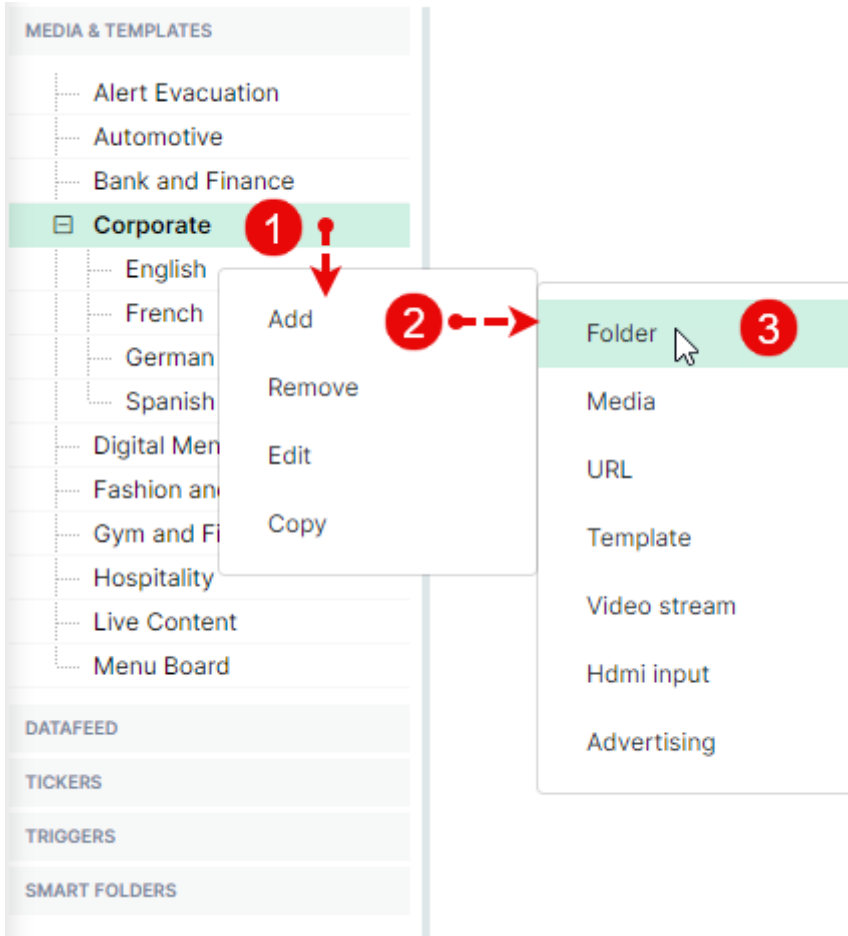 MEDIA & TEMPLATES
Alert Evacuation
Automotive
Bank and Finance
Corporate
1
English
French
German
Spanish
Digital Men
Fashion an
Gym and Fi
Hospitality
Live Content
Menu Board
DATAFEED
TICKERS
TRIGGERS
SMART FOLDERS
Add
2
Remove
Edit
Copy
Folder
3
Media
URL
Template
Video stream
Hdmi input
Advertising